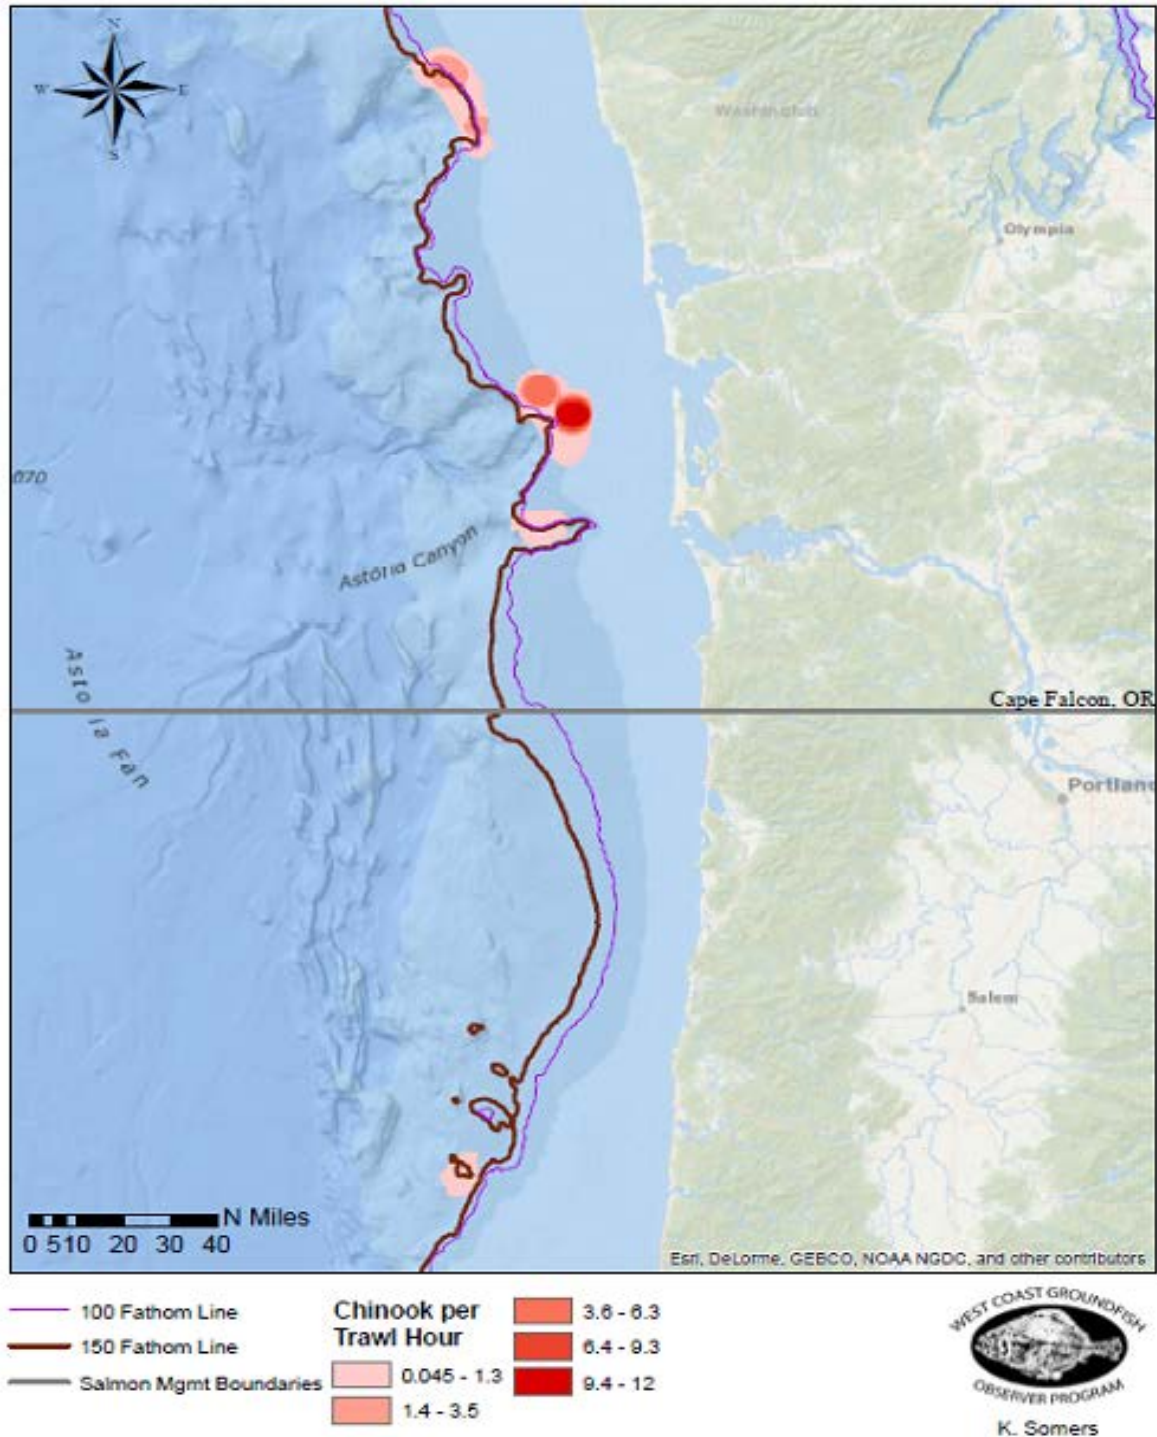 N
W E
S
Washington
Olympia
070
Astoria Canyon
Asto ia Fan
Cape Falcon, OR
Portland
Salem
N Miles
0 510 20 30 40
Esri, DeLorme, GEBCO, NOAA NGDC, and other contributors
100 Fathom Line
150 Fathom Line
Salmon Mgmt Boundaries
Chinook per
Trawl Hour
0.045 - 1.3
1.4 - 3.5
3.6 - 6.3
6.4 - 9.3
9.4 - 12
WEST COAST GROUNDFISH
OBSERVER PROGRAM
K. Somers